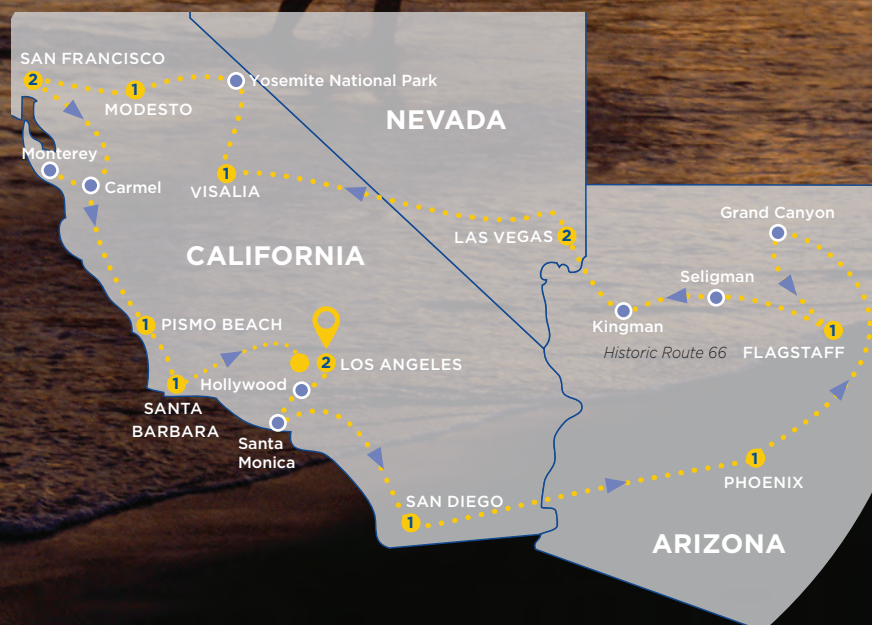 SAN FRANCISCO
2
1
MODESTO
Yosemite National Park
NEVADA
Monterey
Carmel
1
VISALIA
LAS VEGAS 2
CALIFORNIA
Grand Canyon
Seligman
Kingman
Historic Route 66
1
FLAGSTAFF
1 PISMO BEACH
2 LOS ANGELES
Hollywood
1
SANTA
BARBARA
Santa
Monica
SAN DIEGO
1
1
PHOENIX
ARIZONA